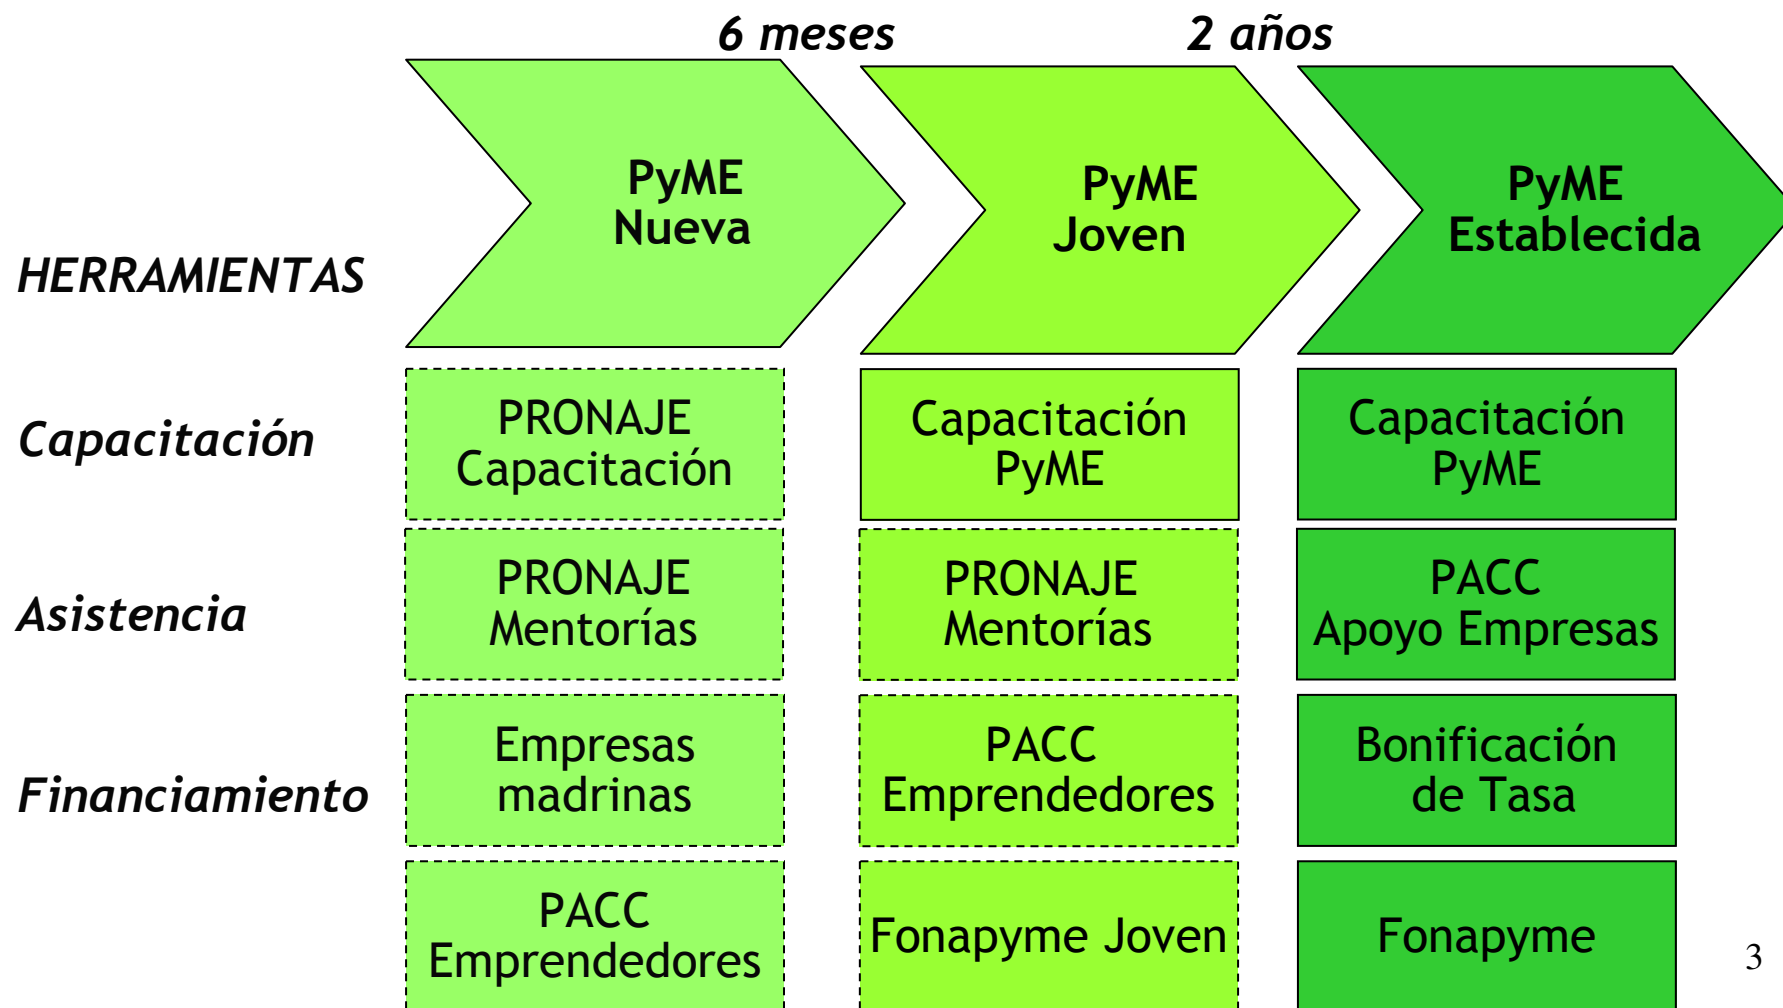 6 meses
2 años
PyME
Nueva
PyME
Joven
PyME
Establecida
HERRAMIENTAS
Capacitación
PRONAJE
Capacitación
Capacitación
PyME
Capacitación
PyME
Asistencia
PRONAJE
Mentorías
PRONAJE
Mentorías
PACC
Apoyo Empresas
Financiamiento
Empresas
madrinas
PACC
Emprendedores
Bonificación
de Tasa
PACC
Emprendedores
Fonapyme Joven
Fonapyme
3